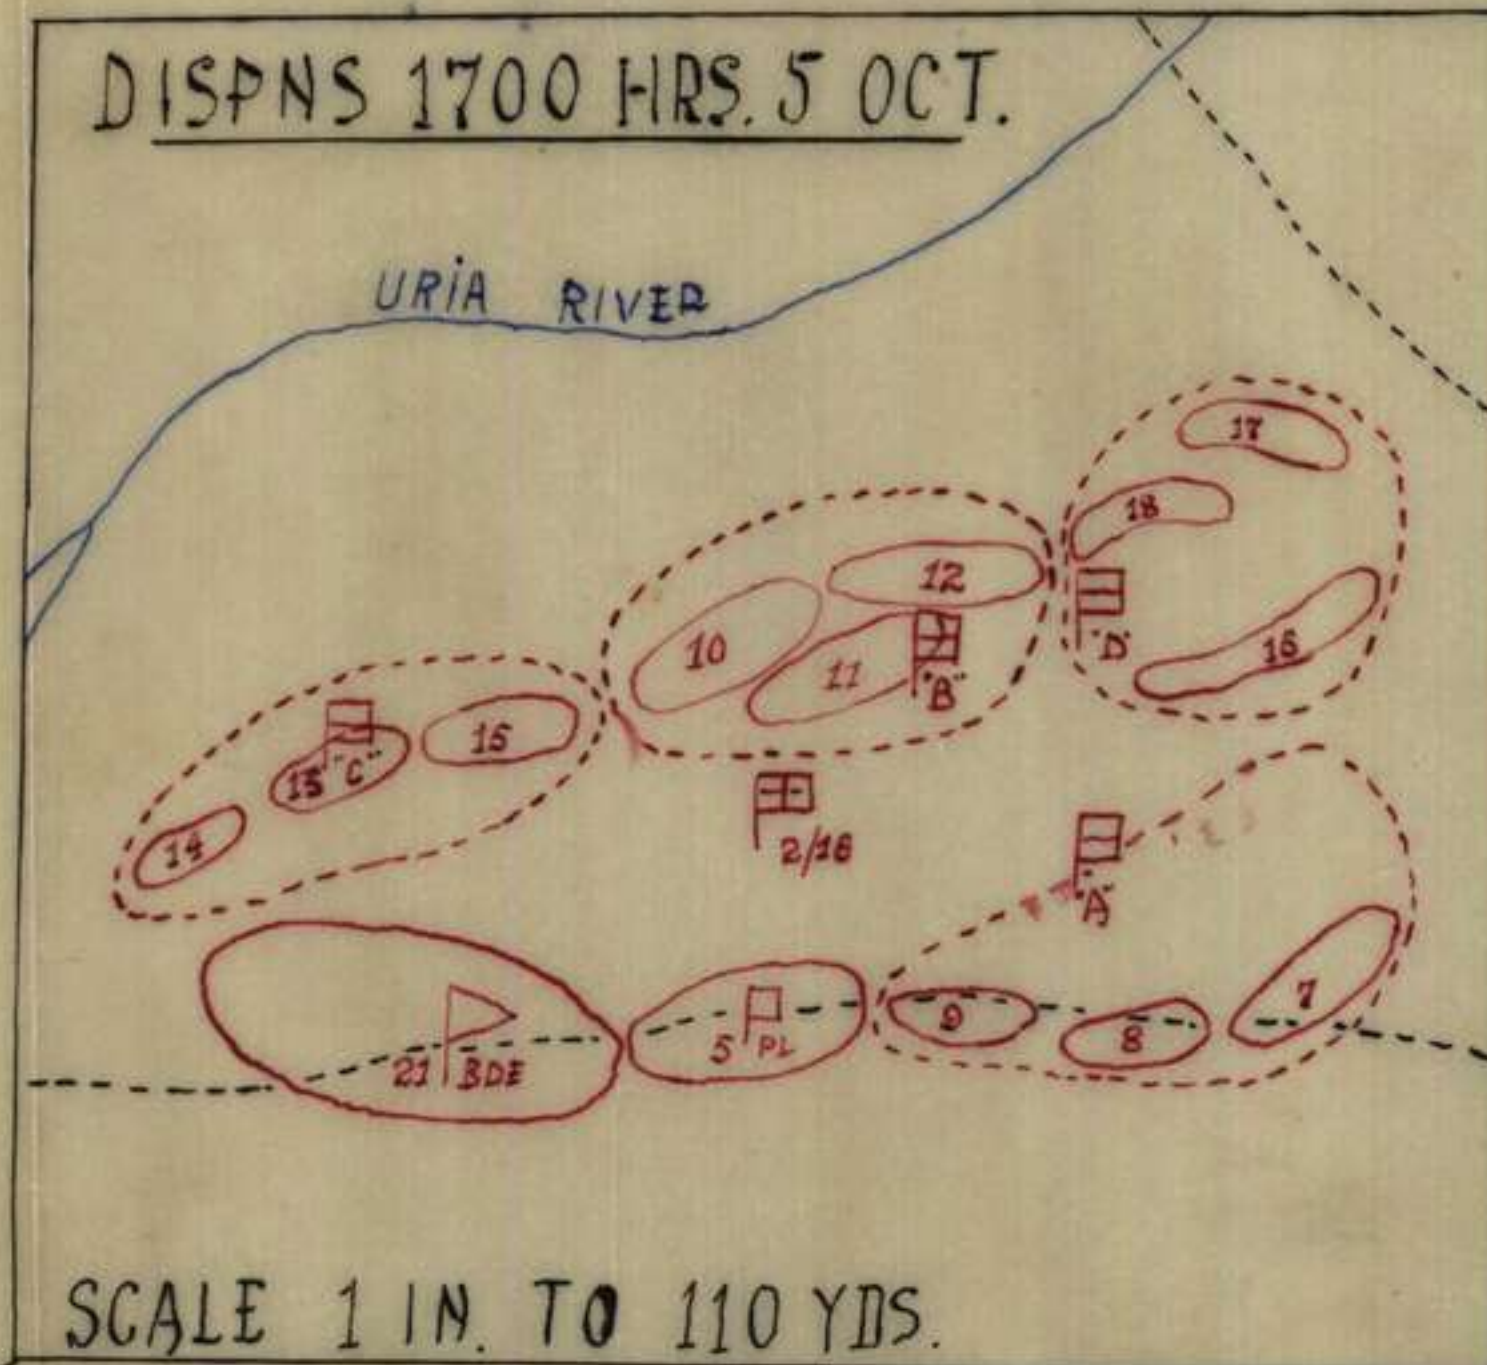 DISPNS 1700 HRS. 5 OCT.
URIA RIVER
17
18
12
10
11
"B"
"D"
16
15
13 "C"
14
2/16
"A"
7
9
8
5 PL
21 BDE
SCALE 1 IN. TO 110 YDS.